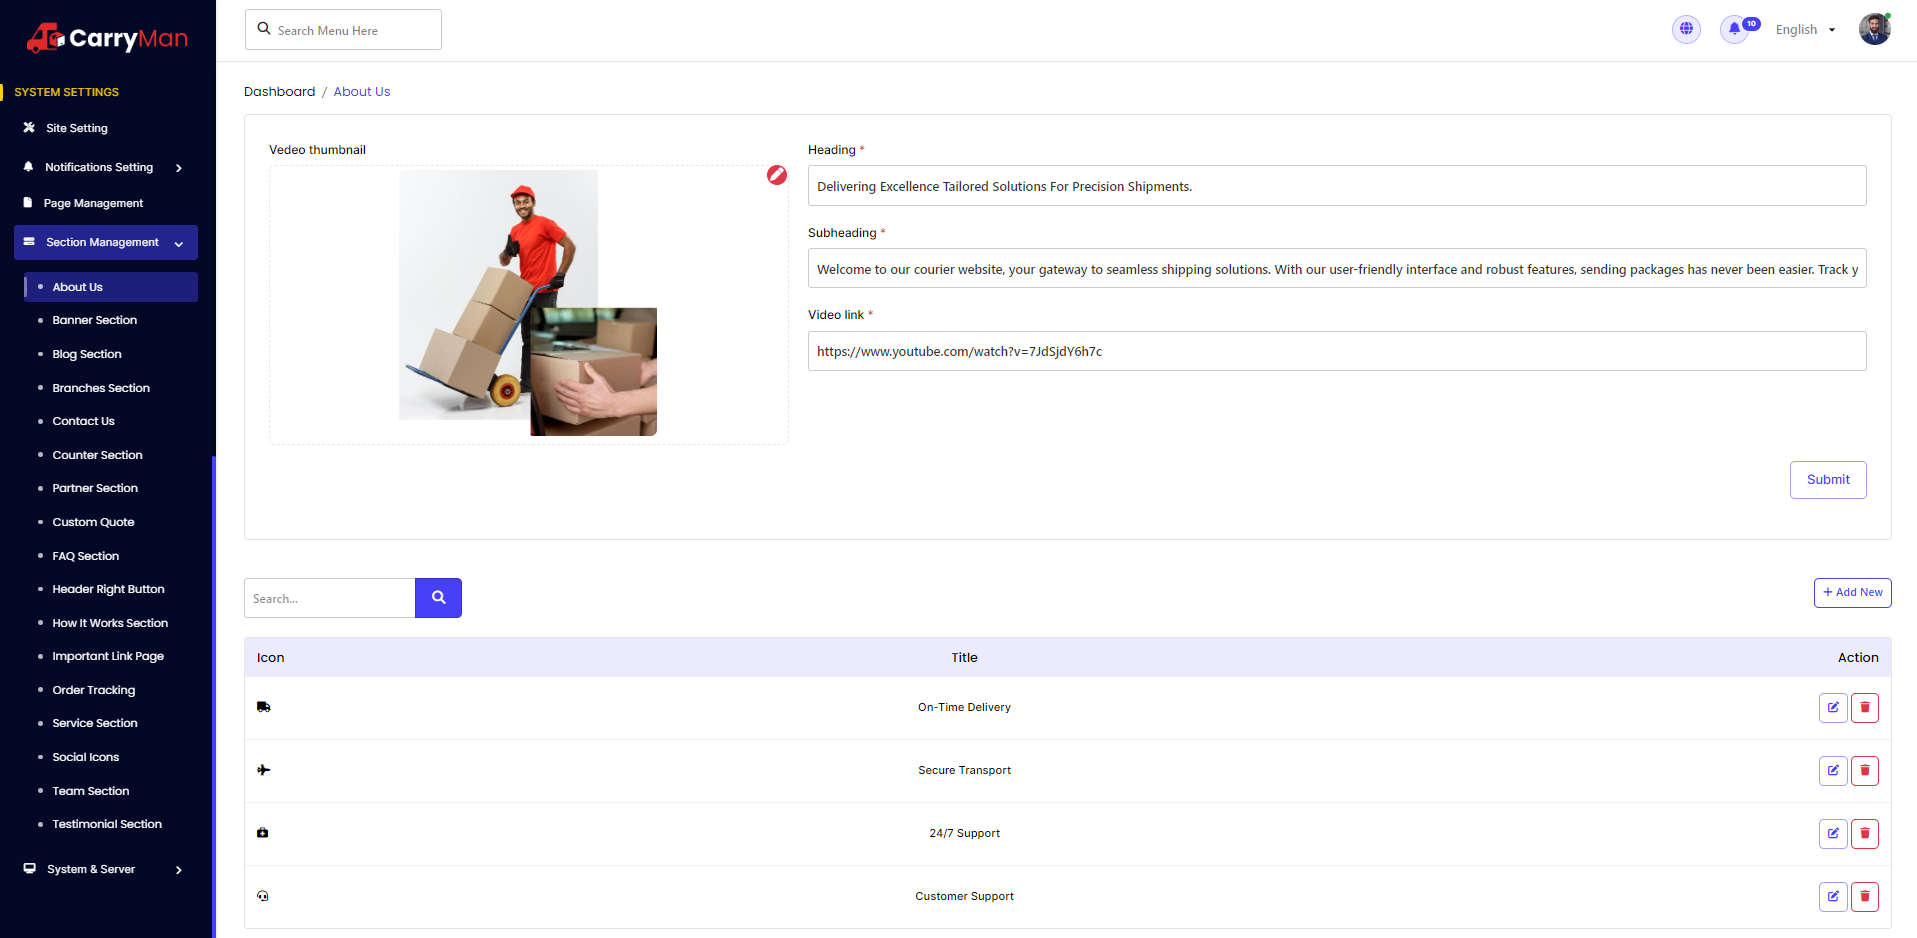 CarryMan
Search Menu Here
10
English
SYSTEM SETTINGS
Site Setting
Notifications Setting
Page Management
Section Management
About Us
Banner Section
Blog Section
Branches Section
Contact Us
Counter Section
Partner Section
Custom Quote
FAQ Section
Header Right Button
How It Works Section
Important Link Page
Order Tracking
Service Section
Social Icons
Team Section
Testimonial Section
System & Server
Dashboard / About Us
Vedeo thumbnail
Heading *
Delivering Excellence Tailored Solutions For Precision Shipments.
Subheading *
Welcome to our courier website, your gateway to seamless shipping solutions. With our user-friendly interface and robust features, sending packages has never been easier. Track y
Video link *
https://www.youtube.com/watch?v=7JdSjdY6h7c
Submit
Search...
+ Add New
Icon Title Action
On-Time Delivery
Secure Transport
24/7 Support
Customer Support